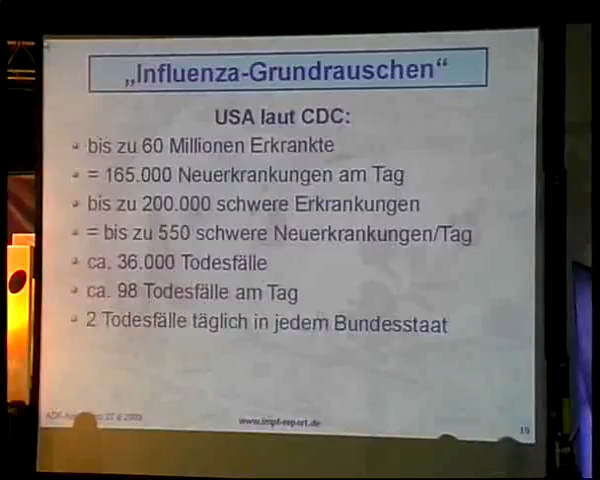 „Influenza-Grundrauschen“
USA laut CDC:
bis zu 60 Millionen Erkrankte
= 165.000 Neuerkrankungen am Tag
bis zu 200.000 schwere Erkrankungen
= bis zu 550 schwere Neuerkrankungen/Tag
ca. 36.000 Todesfälle
ca. 98 Todesfälle am Tag
2 Todesfälle täglich in jedem Bundesstaat
www.impf-report.de
19